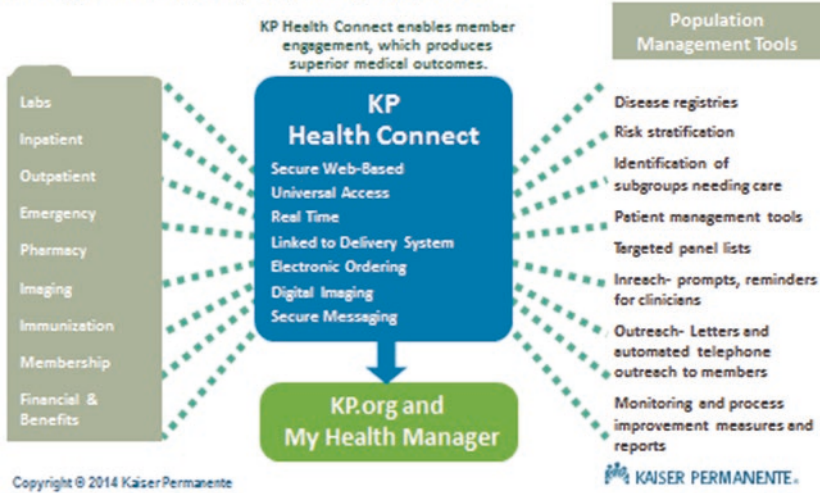 KP Health Connect enables member
engagement, which produces
superior medical outcomes.
Population
Management Tools
Labs
Inpatient
Outpatient
Emergency
Pharmacy
Imaging
Immunization
Membership
Financial &
Benefits
KP
Health Connect
Secure Web-Based
Universal Access
Real Time
Linked to Delivery System
Electronic Ordering
Digital Imaging
Secure Messaging
KP.org and
My Health Manager
Disease registries
Risk stratification
Identification of
subgroups needing care
Patient management tools
Targeted panel lists
Inreach- prompts, reminders
for clinicians
Outreach- Letters and
automated telephone
outreach to members
Monitoring and process
improvement measures and
reports
Copyright © 2014 Kaiser Permanente
KAISER PERMANENTE®